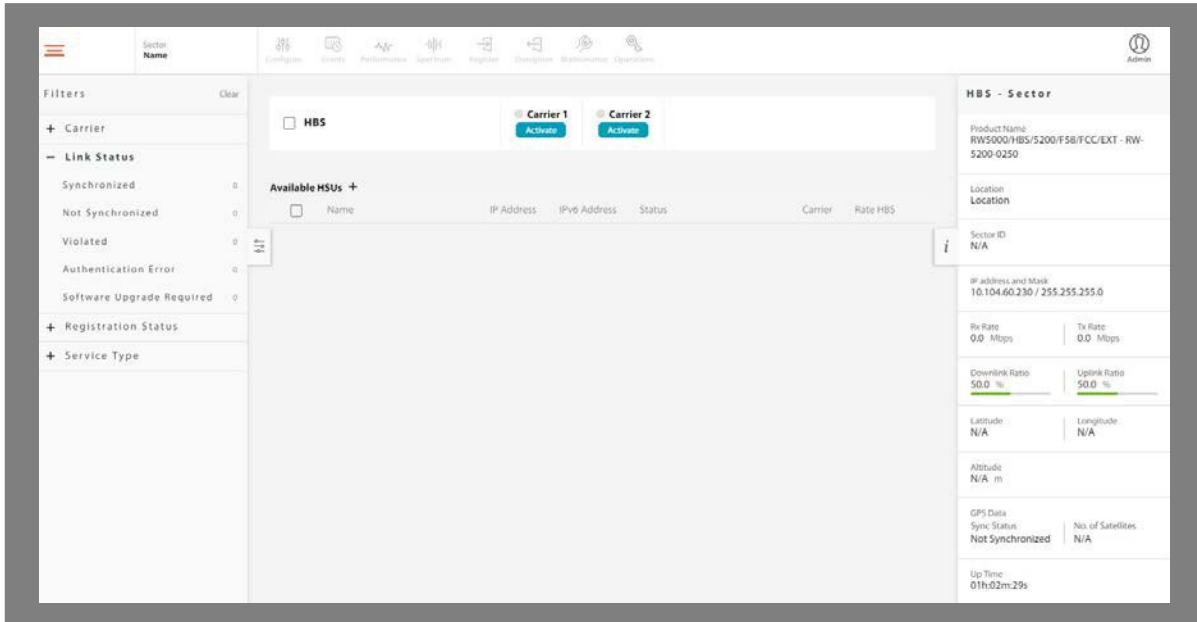 Sector
Name
Configure Events Performance Spectrum Register Deregister Maintenance Operations
Admin
Filters Clear
+ Carrier
− Link Status
Synchronized 0
Not Synchronized 0
Violated 0
Authentication Error 0
Software Upgrade Required 0
+ Registration Status
+ Service Type
HBS
Carrier 1 Carrier 2
Activate Activate
Available HSUs +
Name IP Address IPv6 Address Status Carrier Rate HBS
i
HBS - Sector
Product Name
RW5000/HBS/5200/F58/FCC/EXT - RW-
5200-0250
Location
Location
Sector ID
N/A
IP address and Mask
10.104.60.230 / 255.255.255.0
Rx Rate Tx Rate
0.0 Mbps 0.0 Mbps
Downlink Ratio Uplink Ratio
50.0 % 50.0 %
Latitude Longitude
N/A N/A
Altitude
N/A m
GPS Data
Sync Status No. of Satellites
Not Synchronized N/A
Up Time
01h:02m:29s